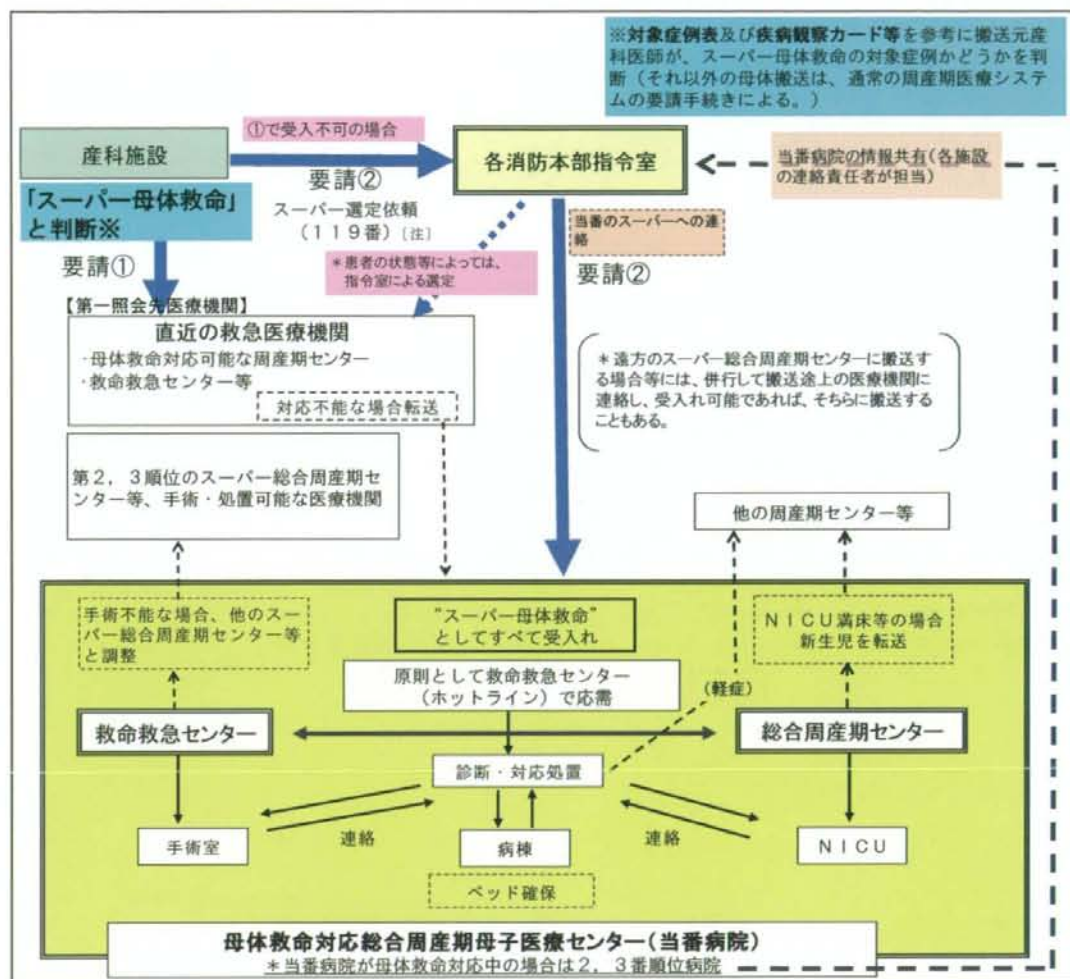 ※対象症例表及び疾病観察カード等を参考に搬送元産
科医師が、スーパー母体救命の対象症例かどうかを判
断（それ以外の母体搬送は、通常の周産期医療システ
ムの要請手続きによる。）
産科施設
①で受入不可の場合
各消防本部指令室
当番病院の情報共有(各施設
の連絡責任者が担当)
「スーパー母体救命」
と判断※
要請②
スーパー選定依頼
（１１９番）［注］
当番のスーパーへの連
絡
要請①
＊患者の状態等によっては、
指令室による選定
要請②
【第一照会先医療機関】
直近の救急医療機関
・母体救命対応可能な周産期センター
・救命救急センター等
対応不能な場合転送
＊遠方のスーパー総合周産期センターに搬送す
る場合等には、併行して搬送途上の医療機関に
連絡し、受入れ可能であれば、そちらに搬送する
こともある。
第２，３順位のスーパー総合周産期セ
ンター等、手術・処置可能な医療機関
他の周産期センター等
手術不能な場合、他のスー
パー総合周産期センター等
と調整
"スーパー母体救命"
としてすべて受入れ
ＮＩＣＵ満床等の場合
新生児を転送
原則として救命救急センター
（ホットライン）で応需
（軽症）
救命救急センター
総合周産期センター
診断・対応処置
手術室
連絡
病棟
連絡
ＮＩＣＵ
ベッド確保
母体救命対応総合周産期母子医療センター(当番病院)
＊当番病院が母体救命対応中の場合は２，３番順位病院